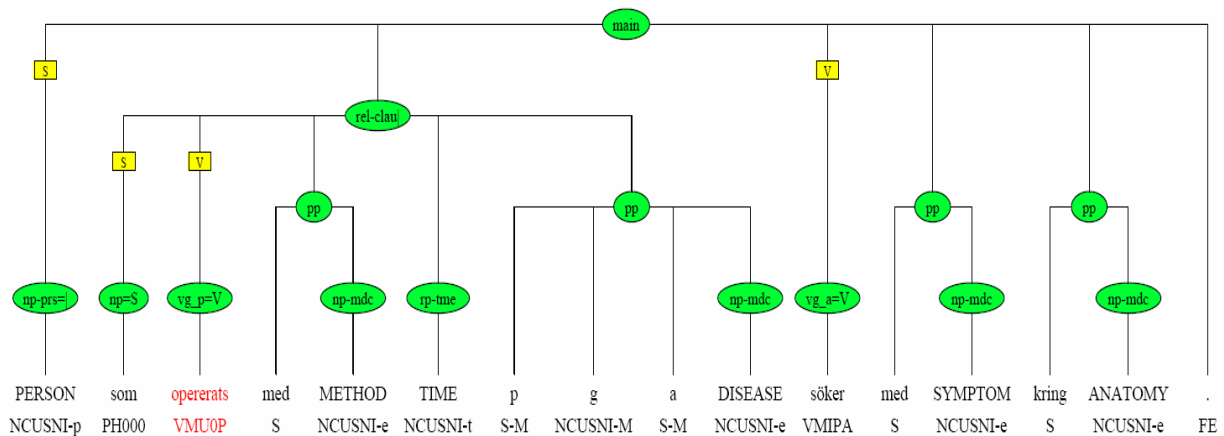 main
S V
rel-clau|
S V
pp pp pp pp
np-prs=| np=S vg_p=V np-mdc rp-tme np-mdc vg_a=V np-mdc np-mdc
PERSON som opererats med METHOD TIME p g a DISEASE söker med SYMPTOM kring ANATOMY .
NCUSNI-p PH000 VMU0P S NCUSNI-e NCUSNI-t S-M NCUSNI-M S-M NCUSNI-e VMIPA S NCUSNI-e S NCUSNI-e FE